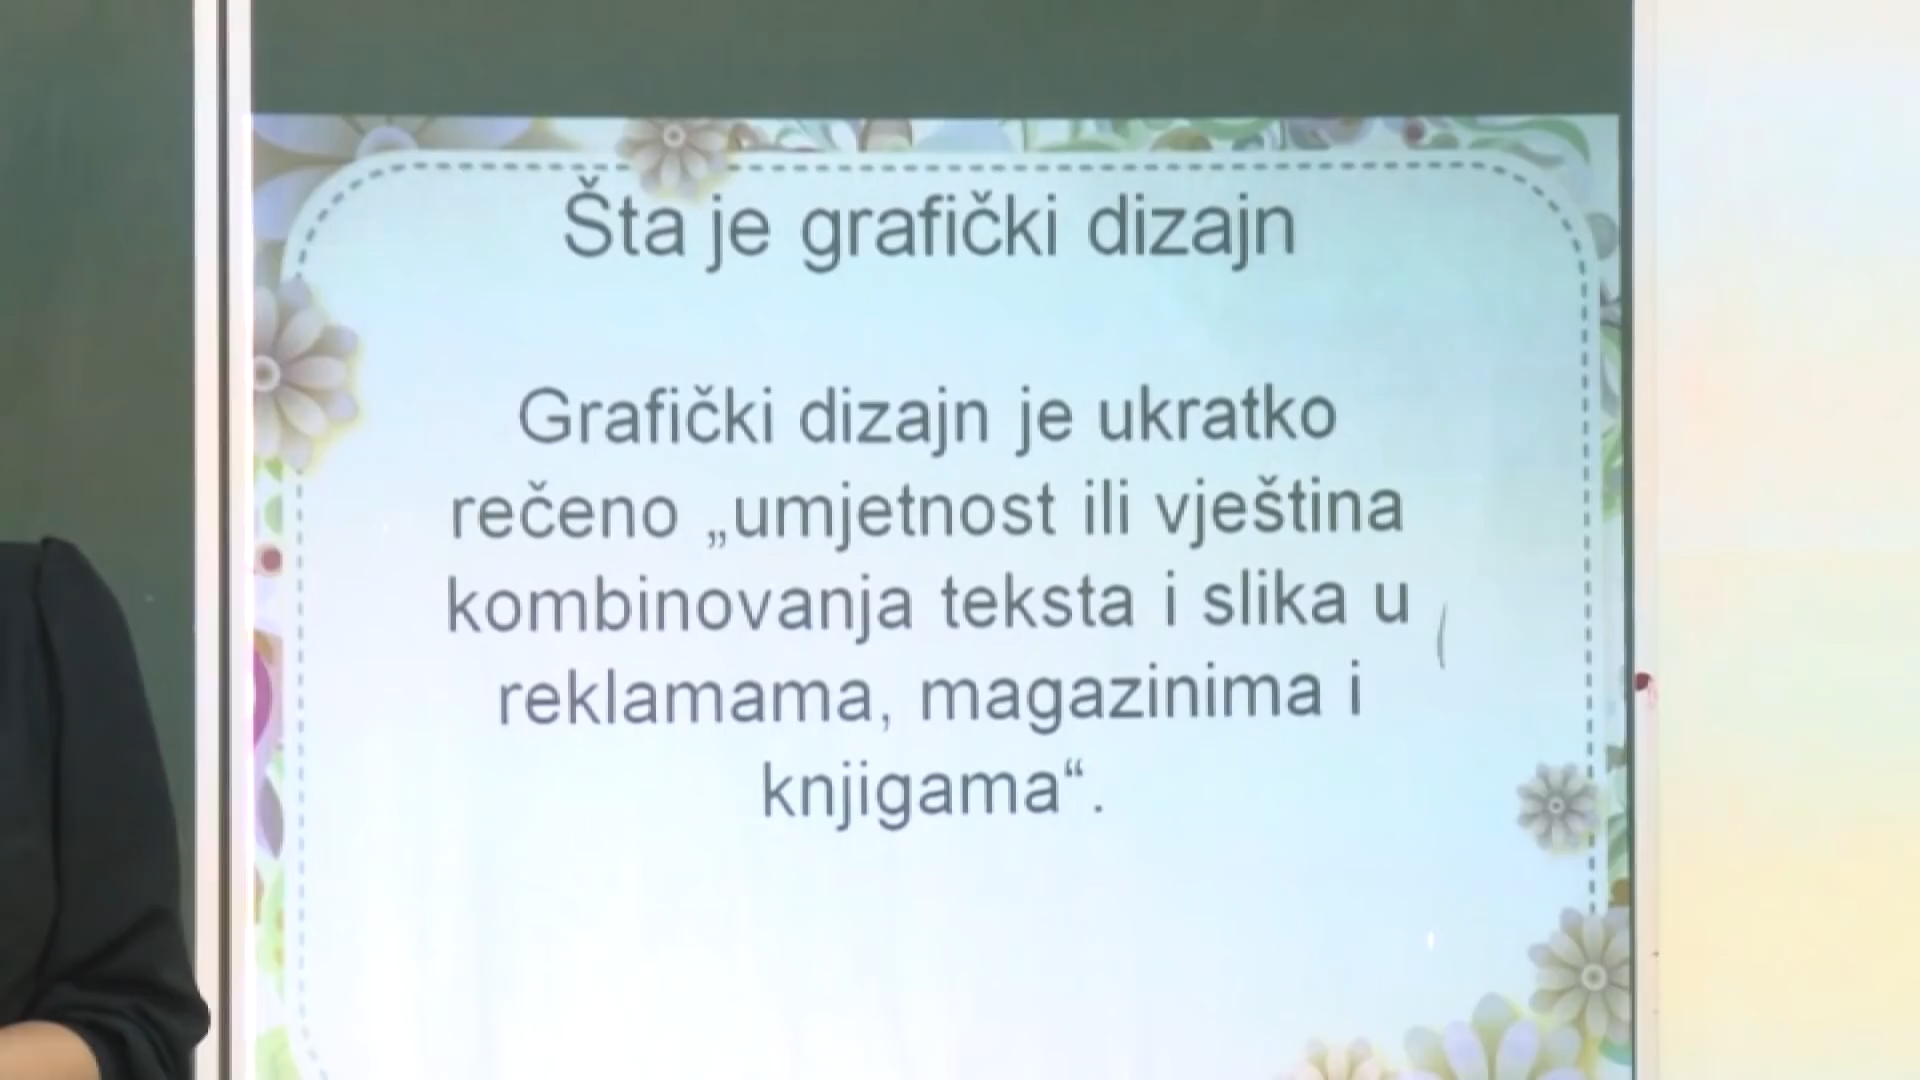 Šta je grafički dizajn
Grafički dizajn je ukratko
rečeno „umjetnost ili vještina
kombinovanja teksta i slika u
reklamama, magazinima i
knjigama“.